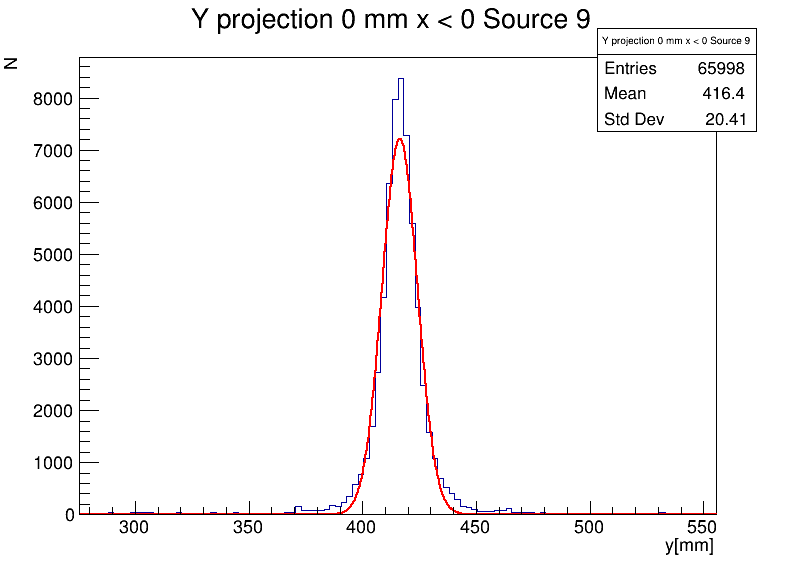 Y projection 0 mm x < 0 Source 9
Y projection 0 mm x < 0 Source 9
Entries 65998
Mean 416.4
Std Dev 20.41
N
8000
7000
6000
5000
4000
3000
2000
1000
0
300 350 400 450 500 550
y[mm]